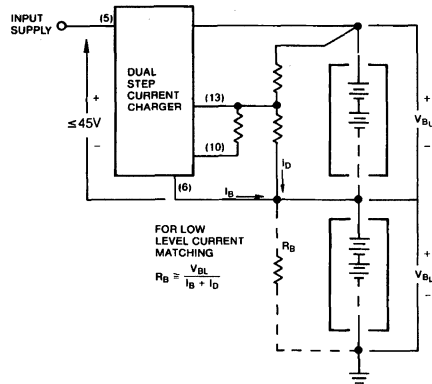 INPUT
SUPPLY
(5)
DUAL
STEP
CURRENT
CHARGER
+
≤45V
−
(13)
(10)
(6)
I_B
i_D
+
V_BL
−
FOR LOW
LEVEL CURRENT
MATCHING
R_B ≅ V_BL / (I_B + I_D)
R_B
+
V_BL
−